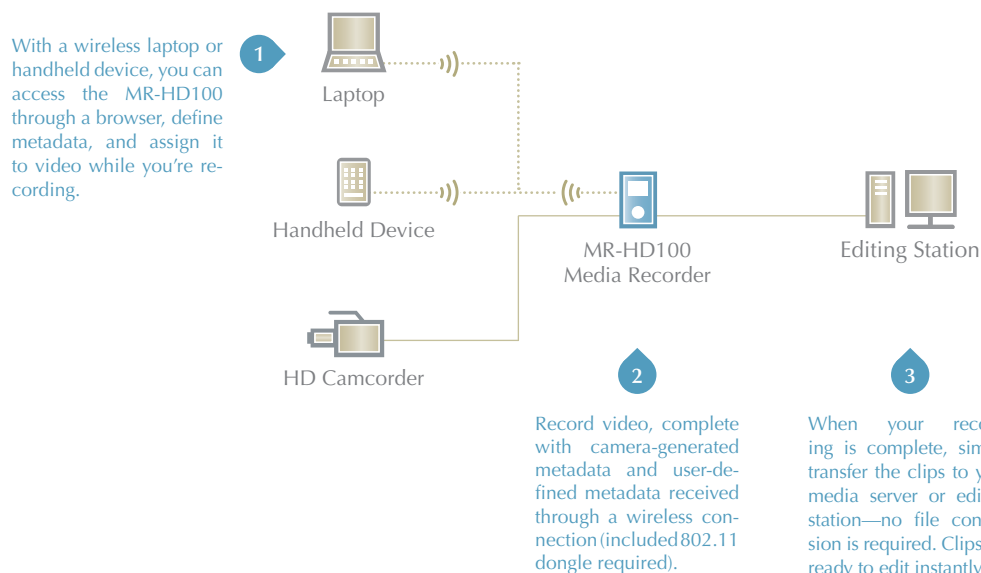 With a wireless laptop or
handheld device, you can
access the MR-HD100
through a browser, define
metadata, and assign it
to video while you're re-
cording.
1
Laptop
Handheld Device
MR-HD100
Media Recorder
Editing Station
HD Camcorder
2
Record video, complete
with camera-generated
metadata and user-de-
fined metadata received
through a wireless con-
nection (included 802.11
dongle required).
3
When your
ing is complete,
transfer the clips to
media server or
station—no file
sion is required. Clips
ready to edit instantly